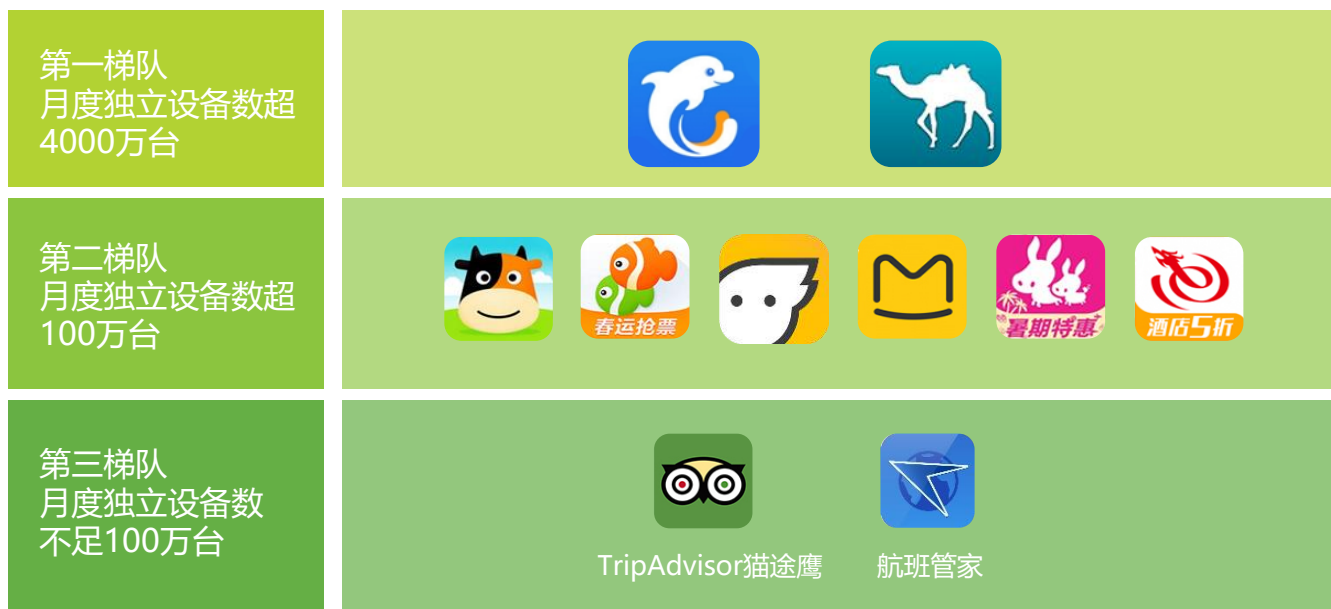 第一梯队
月度独立设备数超
4000万台
第二梯队
月度独立设备数超
100万台
春运抢票
暑期特惠
酒店5折
第三梯队
月度独立设备数
不足100万台
TripAdvisor猫途鹰
航班管家